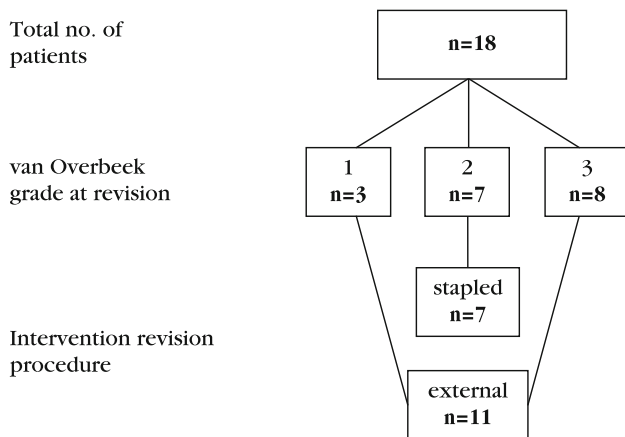 Total no. of
patients
n=18
van Overbeek
grade at revision
1
n=3
2
n=7
3
n=8
stapled
n=7
Intervention revision
procedure
external
n=11